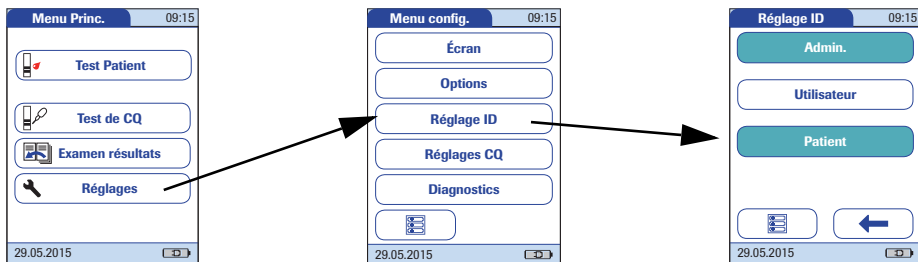 Menu Princ. 09:15
Test Patient
Test de CQ
Examen résultats
Réglages
29.05.2015
Menu config. 09:15
Écran
Options
Réglage ID
Réglages CQ
Diagnostics
29.05.2015
Réglage ID 09:15
Admin.
Utilisateur
Patient
29.05.2015